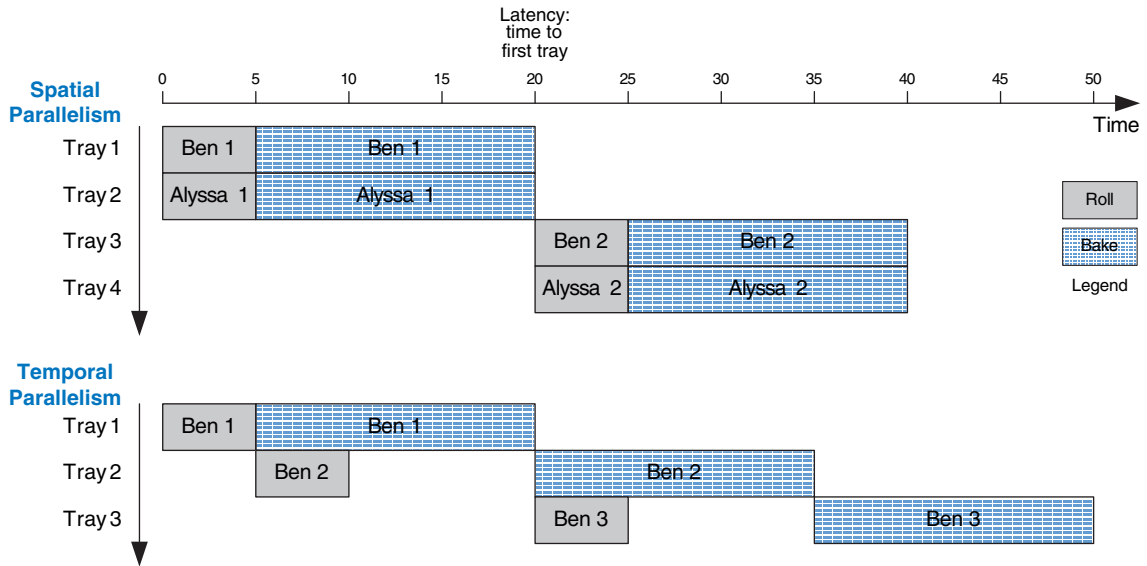 Latency:
time to
first tray
0 5 10 15 20 25 30 35 40 45 50
Time
Spatial
Parallelism
Tray 1 Ben 1 Ben 1
Tray 2 Alyssa 1 Alyssa 1
Tray 3 Ben 2 Ben 2
Tray 4 Alyssa 2 Alyssa 2
Roll
Bake
Legend
Temporal
Parallelism
Tray 1 Ben 1 Ben 1
Tray 2 Ben 2 Ben 2
Tray 3 Ben 3 Ben 3